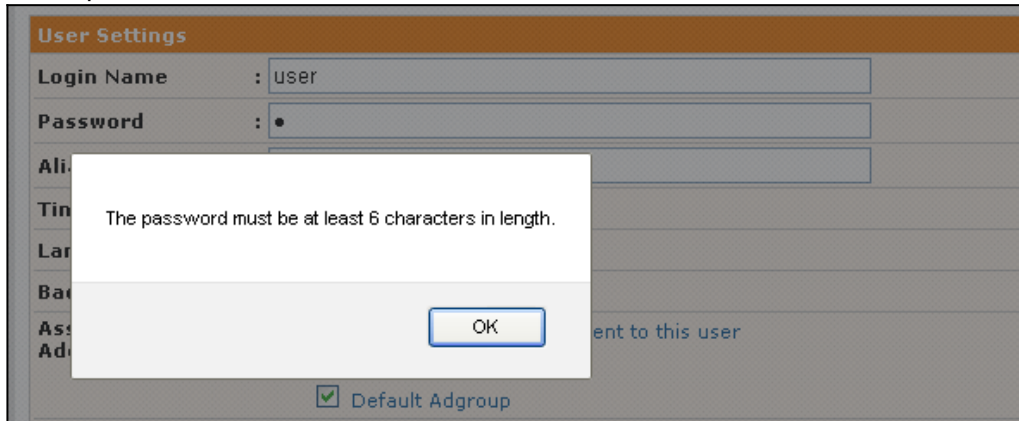 User Settings
Login Name : user
Password : •
Ali
The password must be at least 6 characters in length.
OK
ent to this user
Default Adgroup